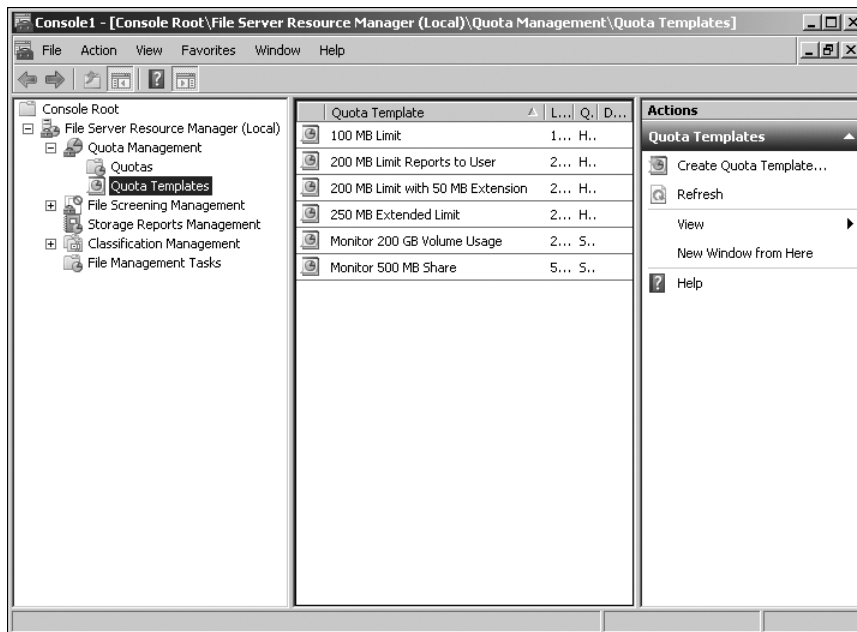 Console1 - [Console Root\File Server Resource Manager (Local)\Quota Management\Quota Templates]
File Action View Favorites Window Help
Console Root
File Server Resource Manager (Local)
Quota Management
Quotas
Quota Templates
File Screening Management
Storage Reports Management
Classification Management
File Management Tasks
Quota Template L... Q. D...
100 MB Limit 1... H..
200 MB Limit Reports to User 2... H..
200 MB Limit with 50 MB Extension 2... H..
250 MB Extended Limit 2... H..
Monitor 200 GB Volume Usage 2... S..
Monitor 500 MB Share 5... S..
Actions
Quota Templates
Create Quota Template...
Refresh
View
New Window from Here
Help